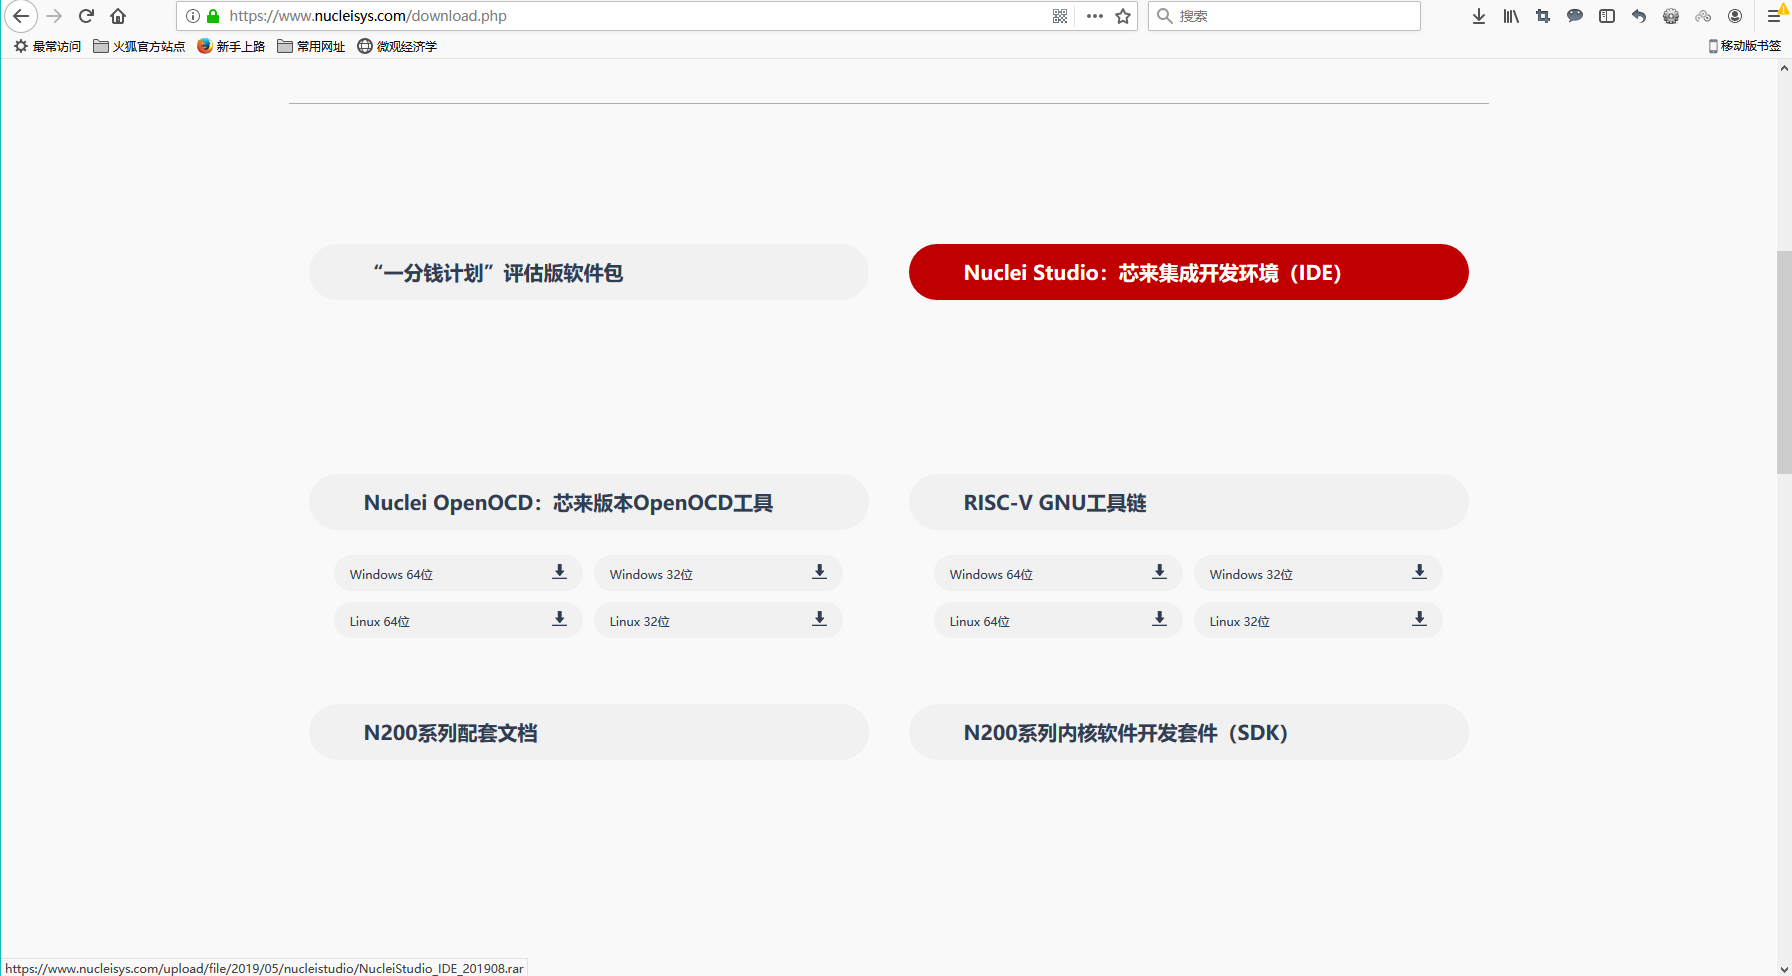 https://www.nucleisys.com/download.php
搜索
最常访问 火狐官方站点 新手上路 常用网址 微观经济学 移动版书签
“一分钱计划”评估版软件包
Nuclei Studio：芯来集成开发环境（IDE）
Nuclei OpenOCD：芯来版本OpenOCD工具
RISC-V GNU工具链
Windows 64位 Windows 32位 Windows 64位 Windows 32位
Linux 64位 Linux 32位 Linux 64位 Linux 32位
N200系列配套文档
N200系列内核软件开发套件（SDK）
https://www.nucleisys.com/upload/file/2019/05/nucleistudio/NucleiStudio_IDE_201908.rar